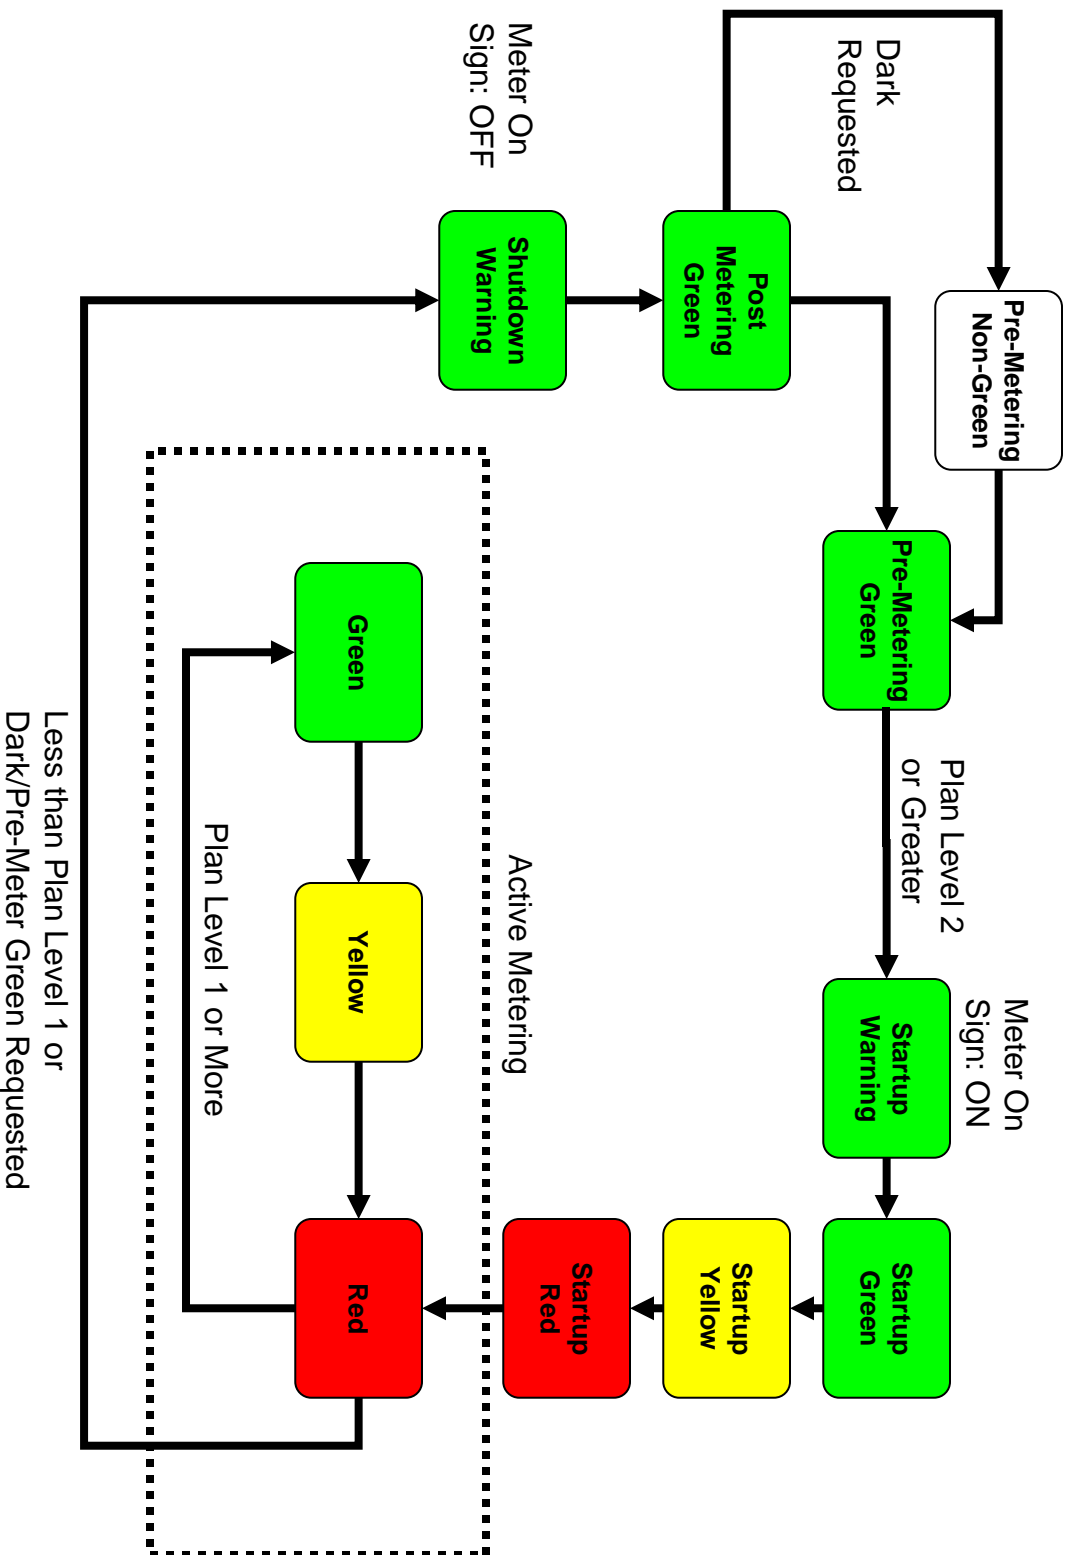 Pre-Metering
Non-Green
Dark
Requested
Post
Metering
Green
Pre-Metering
Green
Plan Level 2
or Greater
Meter On
Sign: ON
Startup
Warning
Startup
Green
Startup
Yellow
Startup
Red
Meter On
Sign: OFF
Shutdown
Warning
Active Metering
Green
Yellow
Red
Plan Level 1 or More
Less than Plan Level 1 or
Dark/Pre-Meter Green Requested